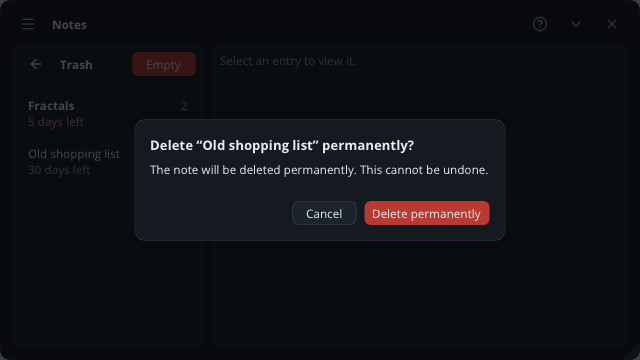 Notes
Trash
Empty
Select an entry to view it.
Fractals
2
5 days left
Old shopping list
30 days left
Delete “Old shopping list” permanently?
The note will be deleted permanently. This cannot be undone.
Cancel
Delete permanently